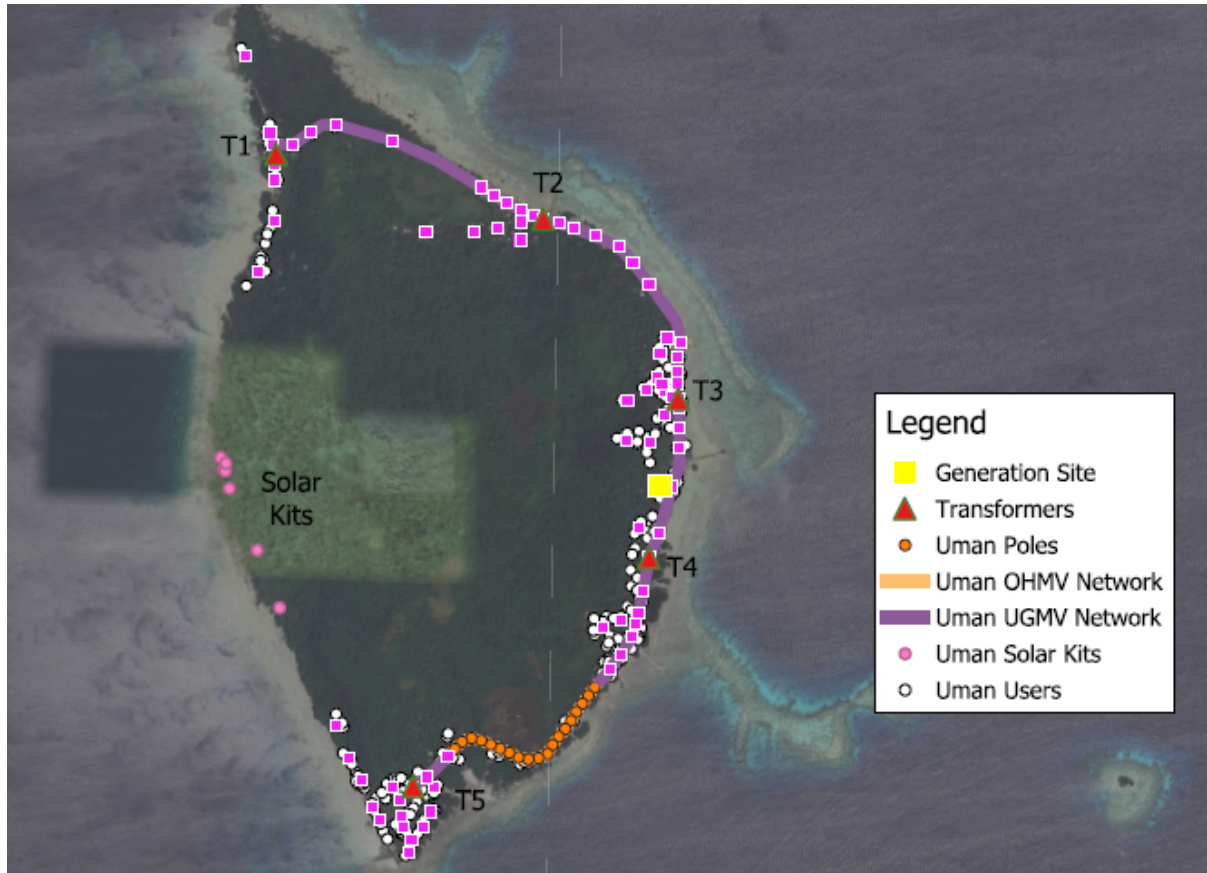 T1
T2
T3
Solar
Kits
T4
T5
Legend
Generation Site
Transformers
Uman Poles
Uman OHMV Network
Uman UGMV Network
Uman Solar Kits
Uman Users